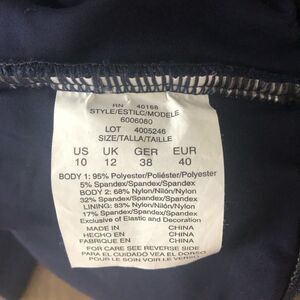 RN 40168
STYLE/ESTILC/MODELE
6006080
LOT 4005246
SIZE/TALLA/TAILLE
US UK GER EUR
10 12 38 40
BODY 1: 95% Polyester/Poliéster/Polyester
5% Spandex/Spandex/Spandex
BODY 2: 68% Nylon/Nilón/Nylon
32% Spandex/Spandex/Spandex
LINING: 83% Nylon/Nilón/Nylon
17% Spandex/Spandex/Spandex
Exclusive of Elastic and Decoration
MADE IN CHINA
HECHO EN CHINA
FABRIQUE EN CHINA
FOR CARE SEE REVERSE SIDE
PARA EL CUIDADO VEA EL DORSO
POUR LE SOIN VOIR LE VERSO